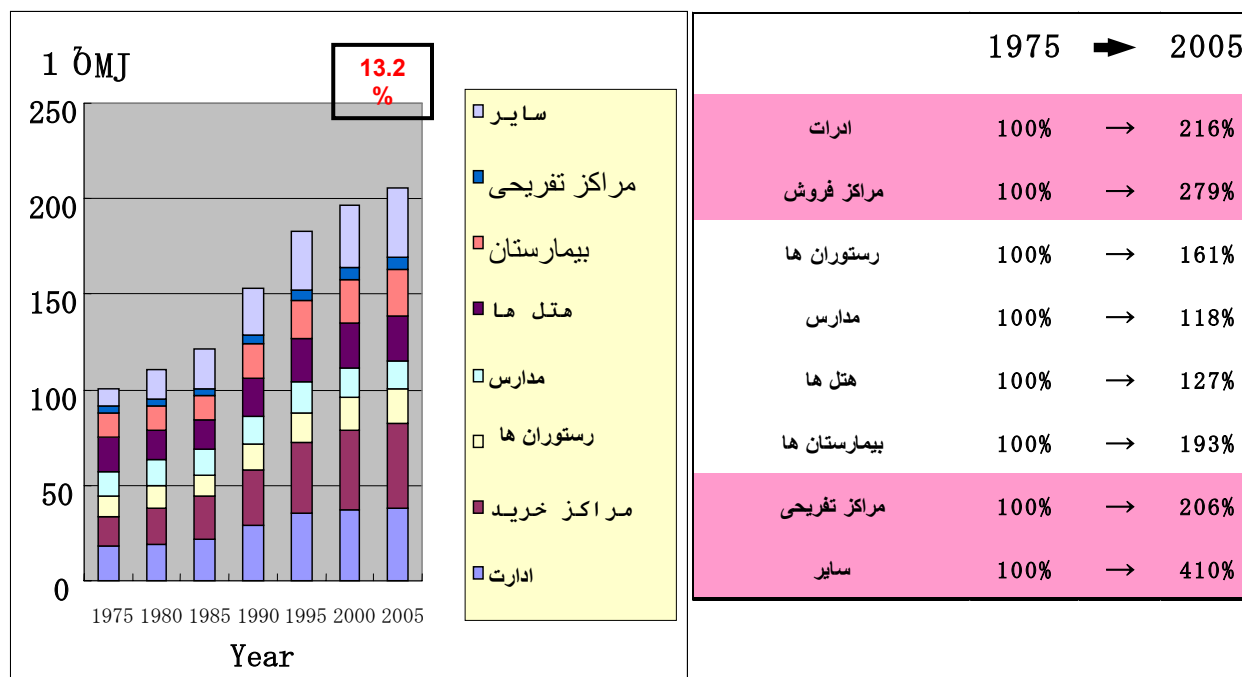 1 ǑMJ
13.2
%
250
200
150
100
50
0
1975 1980 1985 1990 1995 2000 2005
Year
سایر
مراکز تفریحی
بیمارستان
هتل ها
مدارس
رستوران ها
مراکز خرید
ادارت
1975 → 2005
ادرات 100% → 216%
مراکز فروش 100% → 279%
رستوران ها 100% → 161%
مدارس 100% → 118%
هتل ها 100% → 127%
بیمارستان ها 100% → 193%
مراکز تفریحی 100% → 206%
سایر 100% → 410%